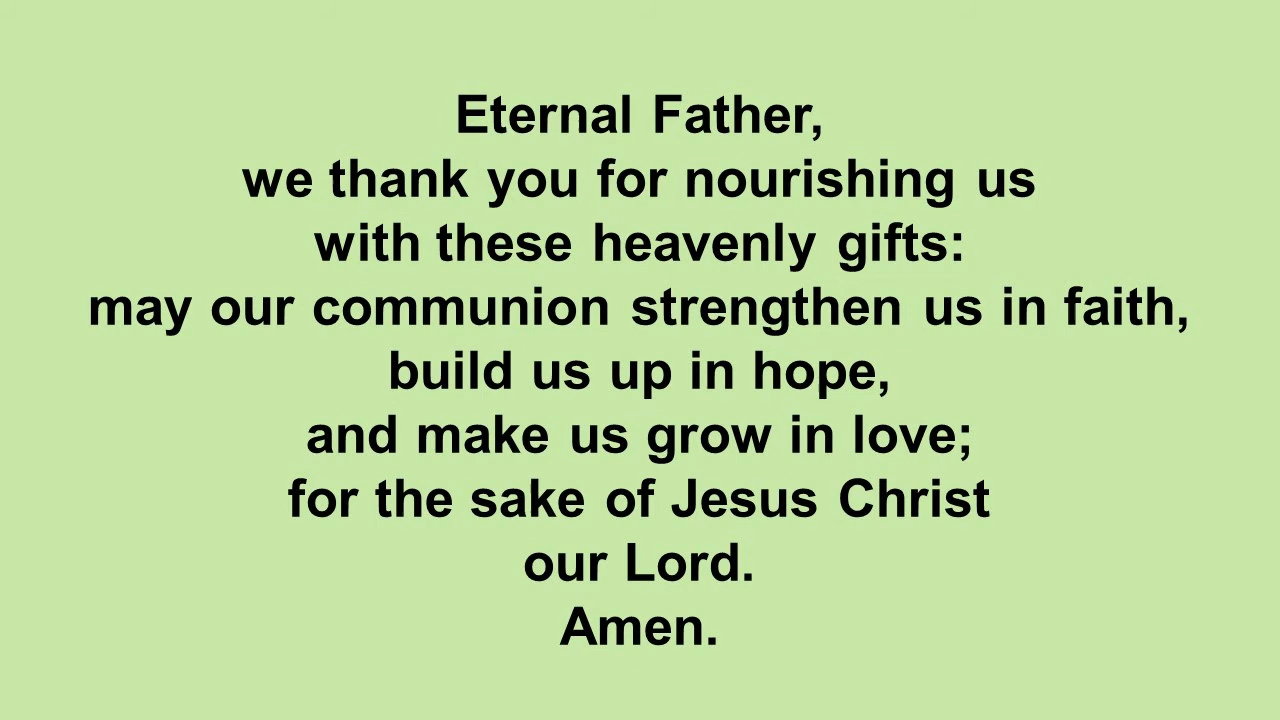 Eternal Father,
we thank you for nourishing us
with these heavenly gifts:
may our communion strengthen us in faith,
build us up in hope,
and make us grow in love;
for the sake of Jesus Christ
our Lord.
Amen.